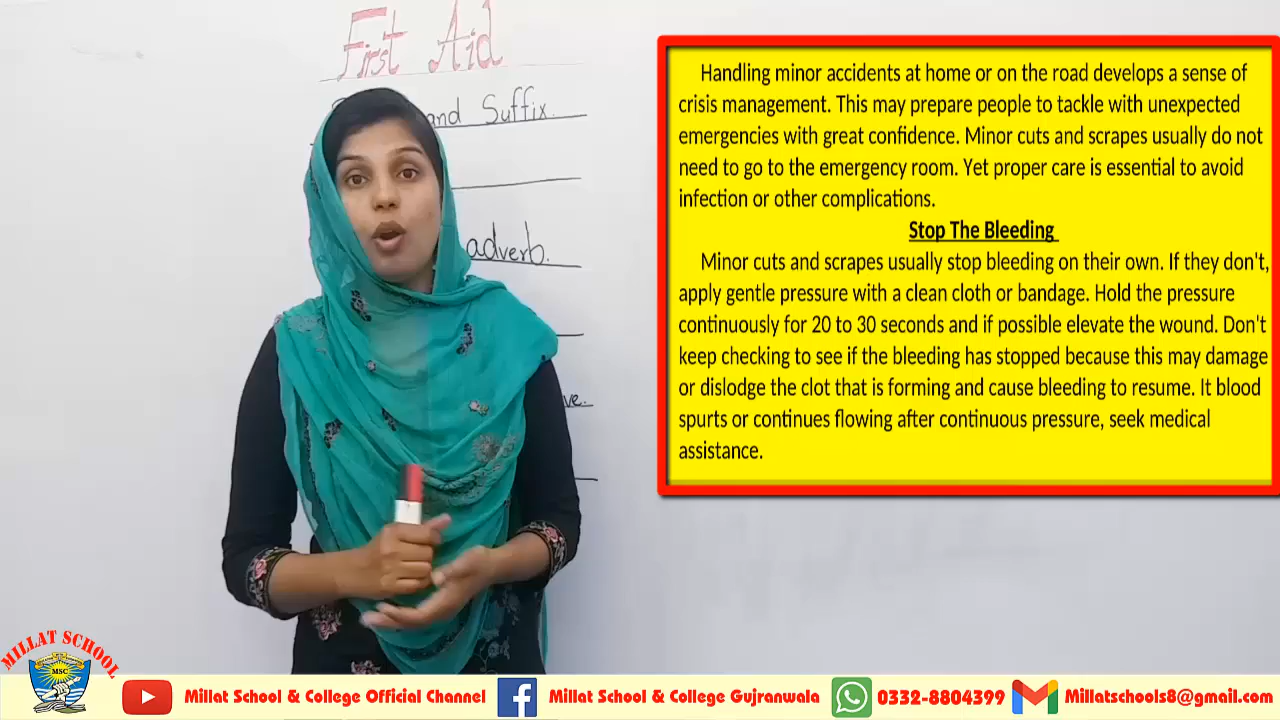 First Aid
and Suffix.
adverb.
ve.
Handling minor accidents at home or on the road develops a sense of
crisis management. This may prepare people to tackle with unexpected
emergencies with great confidence. Minor cuts and scrapes usually do not
need to go to the emergency room. Yet proper care is essential to avoid
infection or other complications.
Stop The Bleeding
Minor cuts and scrapes usually stop bleeding on their own. If they don't,
apply gentle pressure with a clean cloth or bandage. Hold the pressure
continuously for 20 to 30 seconds and if possible elevate the wound. Don't
keep checking to see if the bleeding has stopped because this may damage
or dislodge the clot that is forming and cause bleeding to resume. It blood
spurts or continues flowing after continuous pressure, seek medical
assistance.
MILLAT SCHOOL
MSC
Millat School & College Official Channel Millat School & College Gujranwala 0332-8804399 Millatschools8@gmail.com